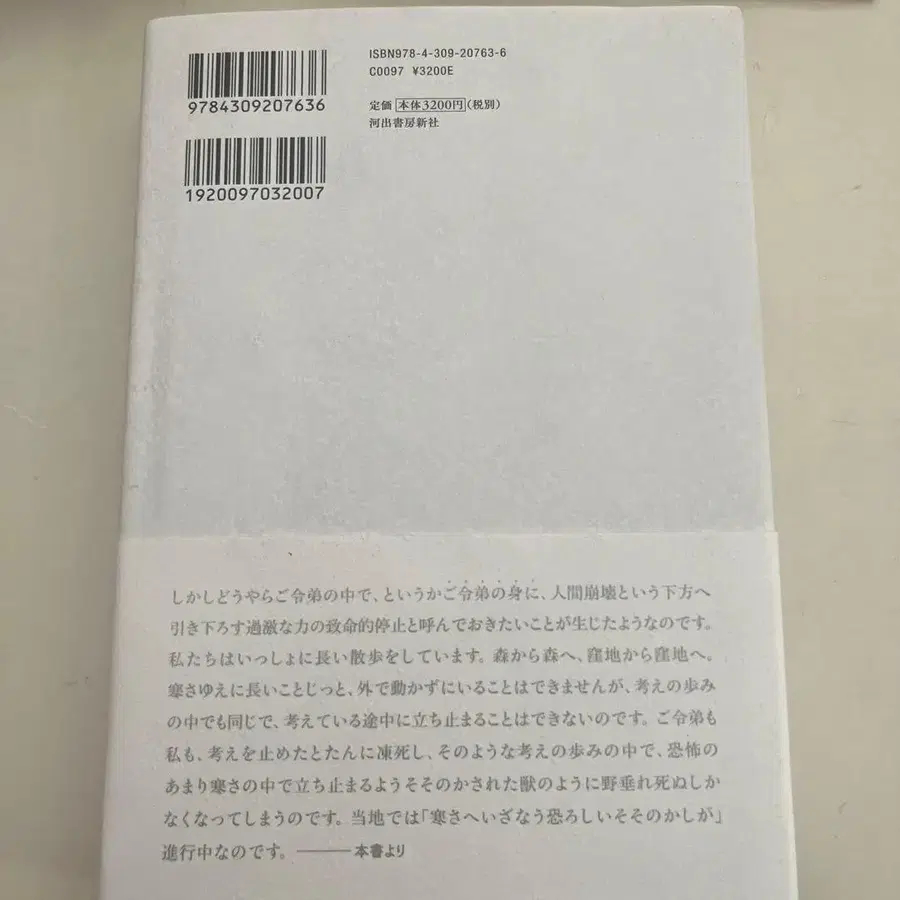 ISBN978-4-309-20763-6
C0097 ¥3200E
定価 本体3200円(税別)
河出書房新社
9784309207636
1920097032007
しかしどうやらご令弟の中で、というかご令弟の身に、人間崩壊という下方へ
引き下ろす過激な力の致命的停止と呼んでおきたいことが生じたようなのです。
私たちはいっしょに長い散歩をしています。森から森へ、窪地から窪地へ。
寒さゆえに長いことじっと、外で動かずにいることはできませんが、考えの歩み
の中でも同じで、考えている途中に立ち止まることはできないのです。ご令弟も
私も、考えを止めたとたんに凍死し、そのような考えの歩みの中で、恐怖の
あまり寒さの中で立ち止まるようそそのかされた獣のように野垂れ死ぬしか
なくなってしまうのです。当地では「寒さへいざなう恐ろしいそそのかしが」
進行中なのです。――本書より